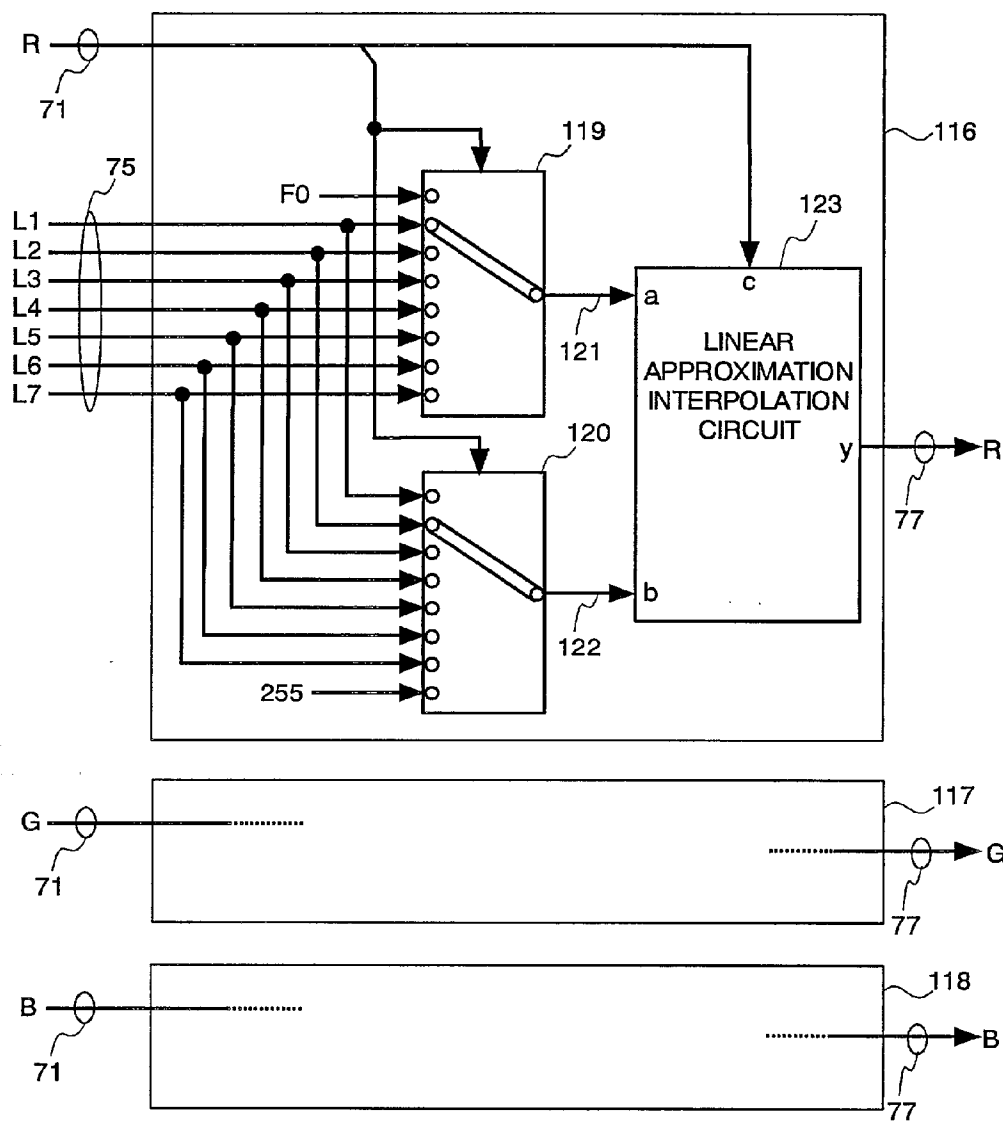 R
71
116
119
75
F0
L1
L2
L3
L4
L5
L6
L7
123
c
a
121
LINEAR
APPROXIMATION
INTERPOLATION
CIRCUIT
y
R
77
120
b
122
255
G
71
117
G
77
B
71
118
B
77